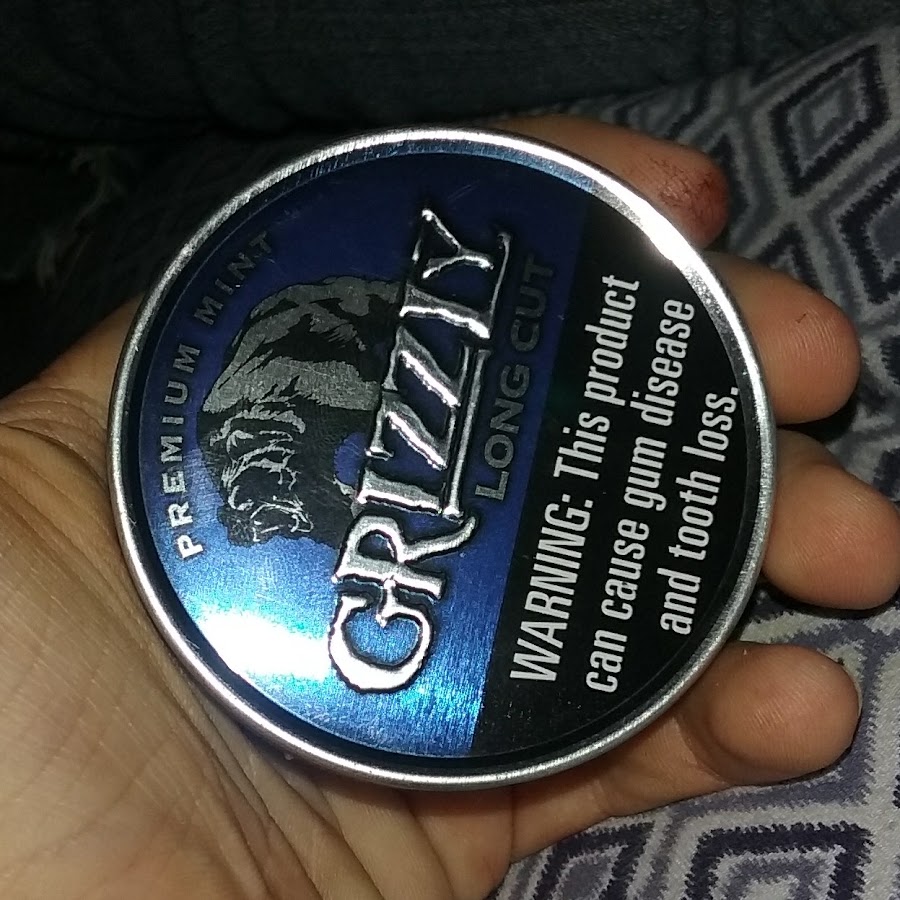 PREMIUM MINT
GRIZZLY
LONG CUT
WARNING: This product
can cause gum disease
and tooth loss.